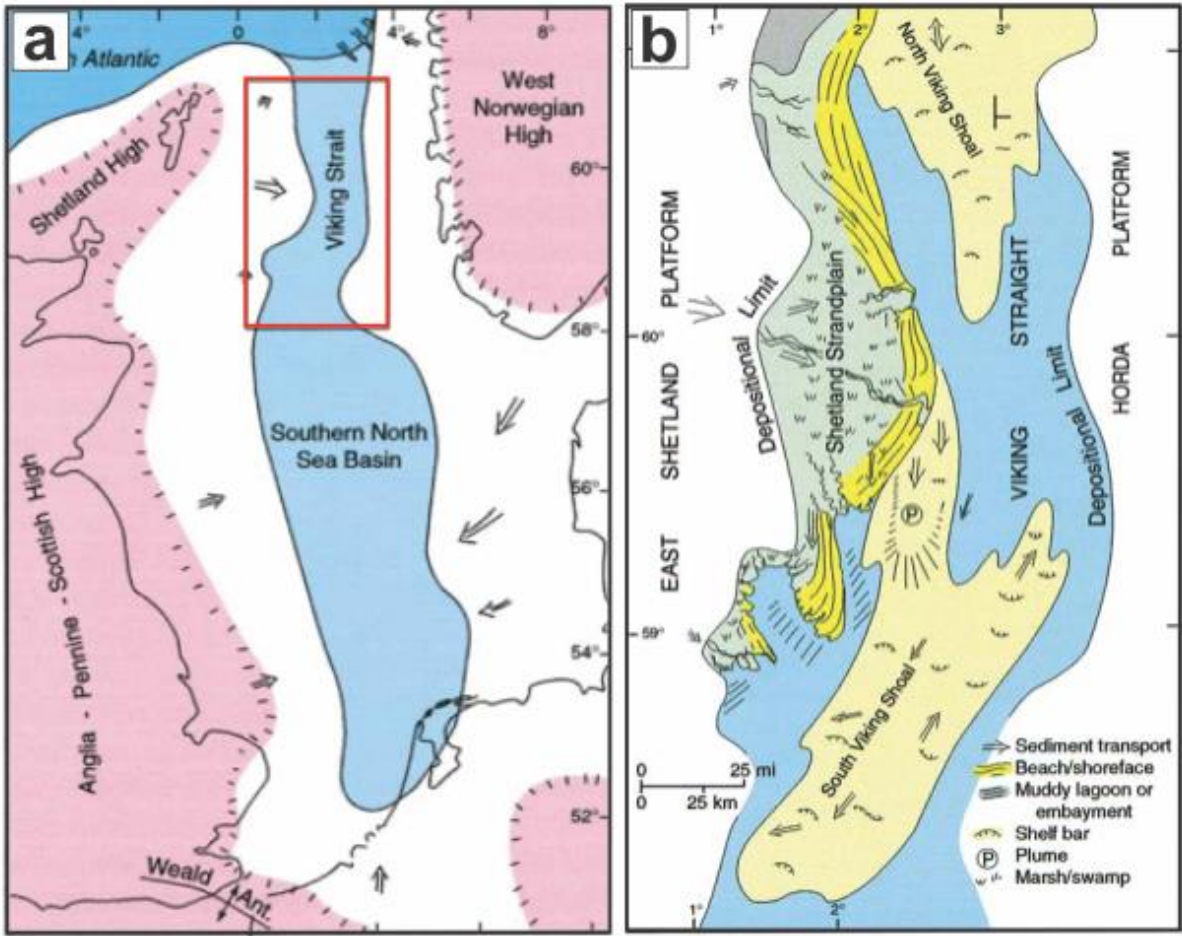 a
4°
0
4°
8°
n Atlantic
West
Norwegian
High
Shetland High
Viking Strait
60°
58°
Southern North
Sea Basin
56°
Anglia - Pennine - Scottish High
54°
52°
Weald
Ant.
b
1°
2°
3°
North Viking Shoal
EAST SHETLAND PLATFORM
Depositional Limit
Shetland Strandplain
STRAIGHT
VIKING
HORDA PLATFORM
Depositional Limit
60°
P
59°
South Viking Shoal
0 25 mi
0 25 km
Sediment transport
Beach/shoreface
Muddy lagoon or
embayment
Shelf bar
P Plume
Marsh/swamp
1°
2°